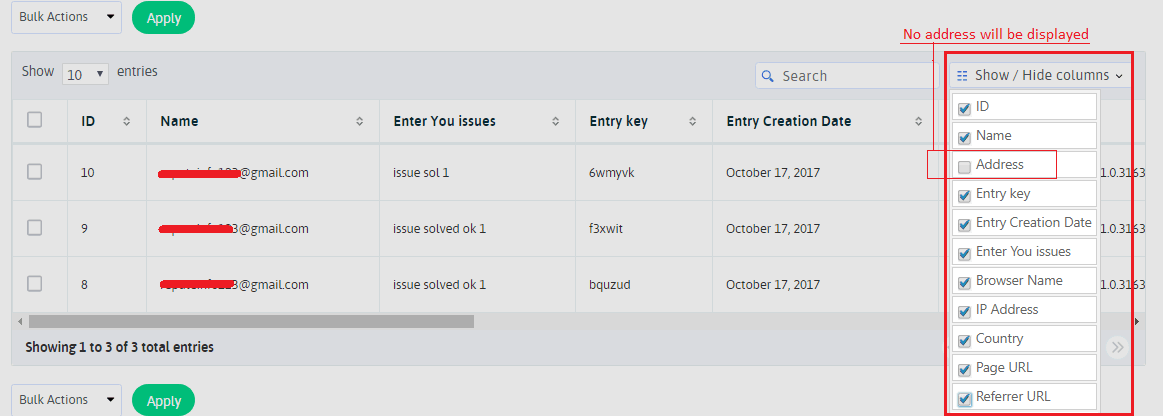 Bulk Actions Apply
No address will be displayed
Show 10 entries Search Show / Hide columns
ID Name Enter You issues Entry key Entry Creation Date
10 @gmail.com issue sol 1 6wmyvk October 17, 2017 1.0.3163
9 @gmail.com issue solved ok 1 f3xwit October 17, 2017 1.0.3163
8 @gmail.com issue solved ok 1 bquzud October 17, 2017 1.0.3163
ID
Name
Address
Entry key
Entry Creation Date
Enter You issues
Browser Name
IP Address
Country
Page URL
Referrer URL
Showing 1 to 3 of 3 total entries
Bulk Actions Apply